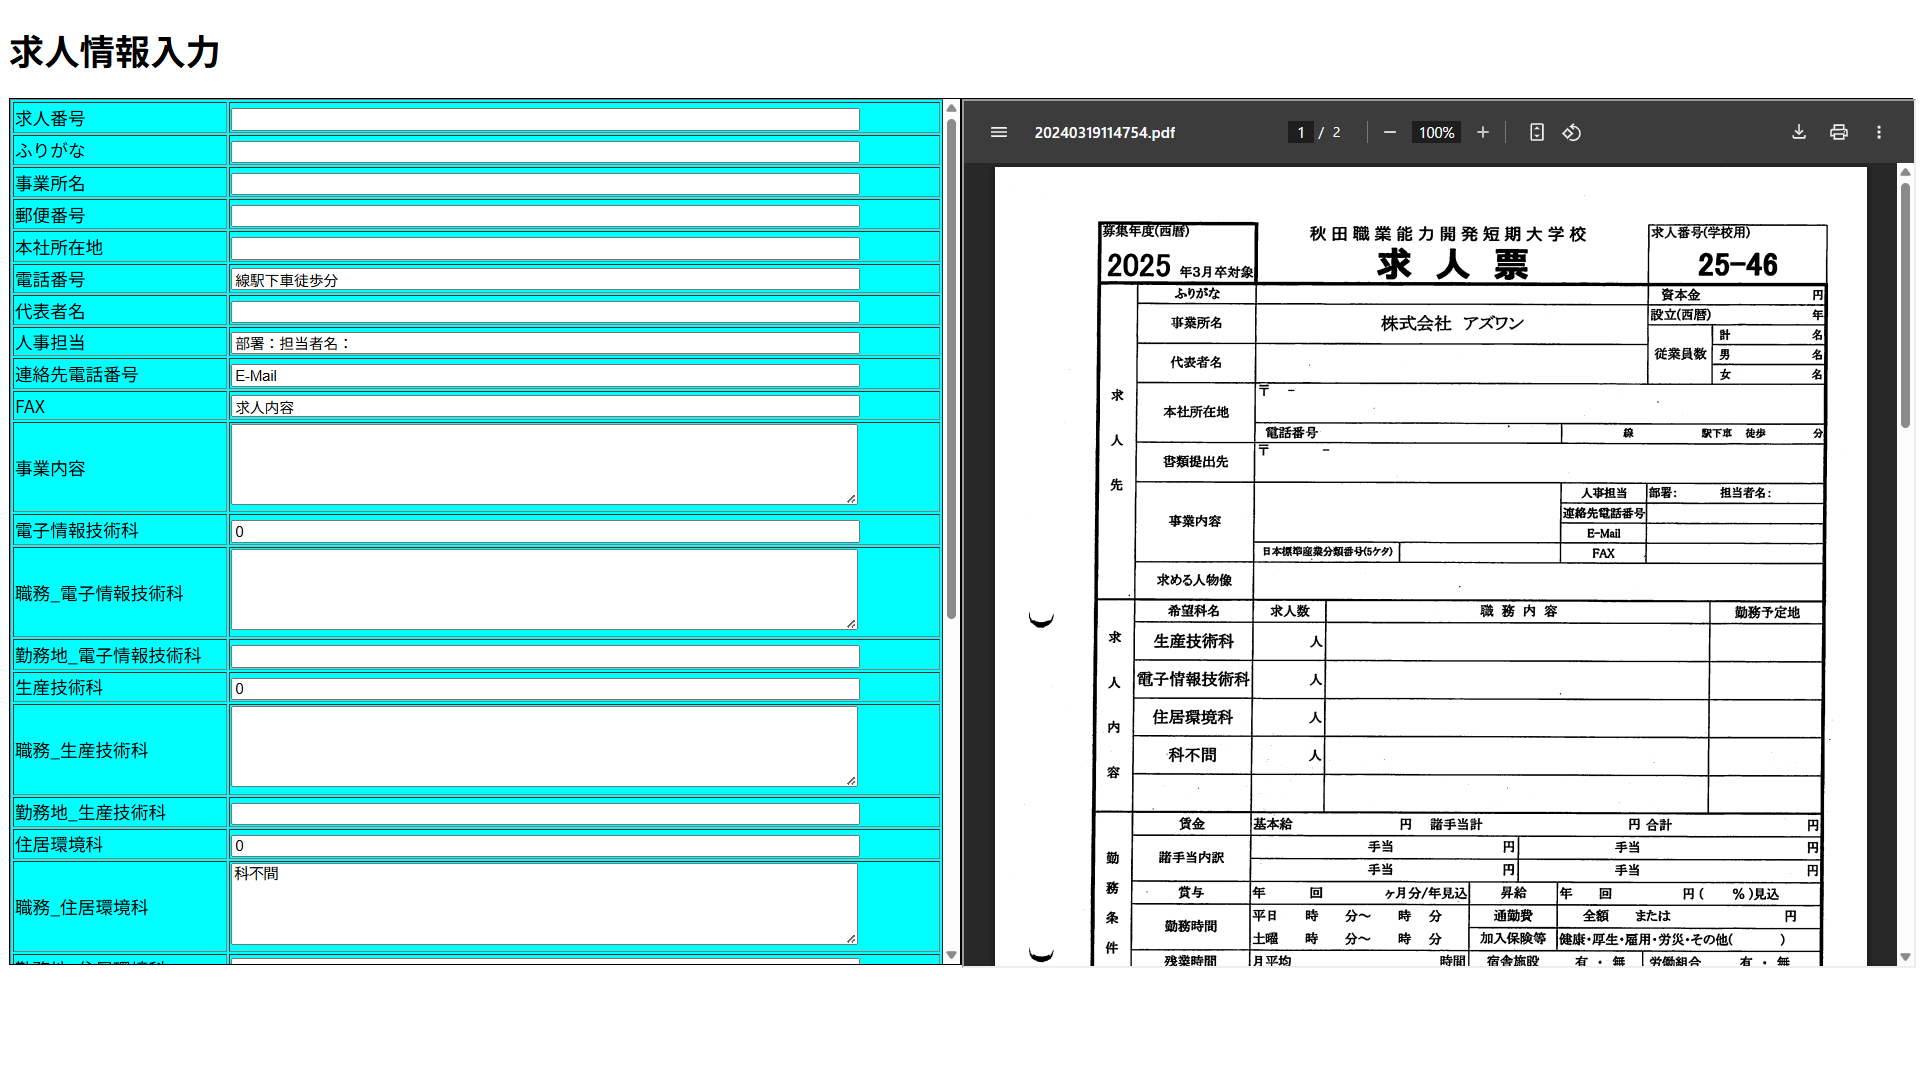 求人情報入力
求人番号
ふりがな
事業所名
郵便番号
本社所在地
電話番号 線駅下車徒歩分
代表者名
人事担当 部署：担当者名：
連絡先電話番号 E-Mail
FAX 求人内容
事業内容
電子情報技術科 0
職務_電子情報技術科
勤務地_電子情報技術科
生産技術科 0
職務_生産技術科
勤務地_生産技術科
住居環境科 0
職務_住居環境科 科不間
勤務地_住居環境科
20240319114754.pdf 1 / 2 100%
募集年度(西暦) 秋田職業能力開発短期大学校 求人番号(学校用)
2025 年3月卒対象 求人票 25-46
求人先
ふりがな 資本金 円
事業所名 株式会社 アズワン 設立(西暦) 年
従業員数 計 名
代表者名 男 名
女 名
本社所在地 〒 －
電話番号 線 駅下車 徒歩 分
書類提出先 〒 －
事業内容 人事担当 部署： 担当者名：
連絡先電話番号
E-Mail
日本標準産業分類番号(5ケタ) FAX
求める人物像
求人内容
希望科名 求人数 職務内容 勤務予定地
生産技術科 人
電子情報技術科 人
住居環境科 人
科不問 人
勤務条件
賃金 基本給 円 諸手当計 円 合計 円
諸手当内訳 手当 円 手当 円
手当 円 手当 円
賞与 年 回 ヶ月分/年見込 昇給 年 回 円 ( % )見込
勤務時間 平日 時 分～ 時 分 通勤費 全額 または 円
土曜 時 分～ 時 分 加入保険等 健康・厚生・雇用・労災・その他( )
残業時間 月平均 時間 宿舎施設 有 ・ 無 労働組合 有 ・ 無